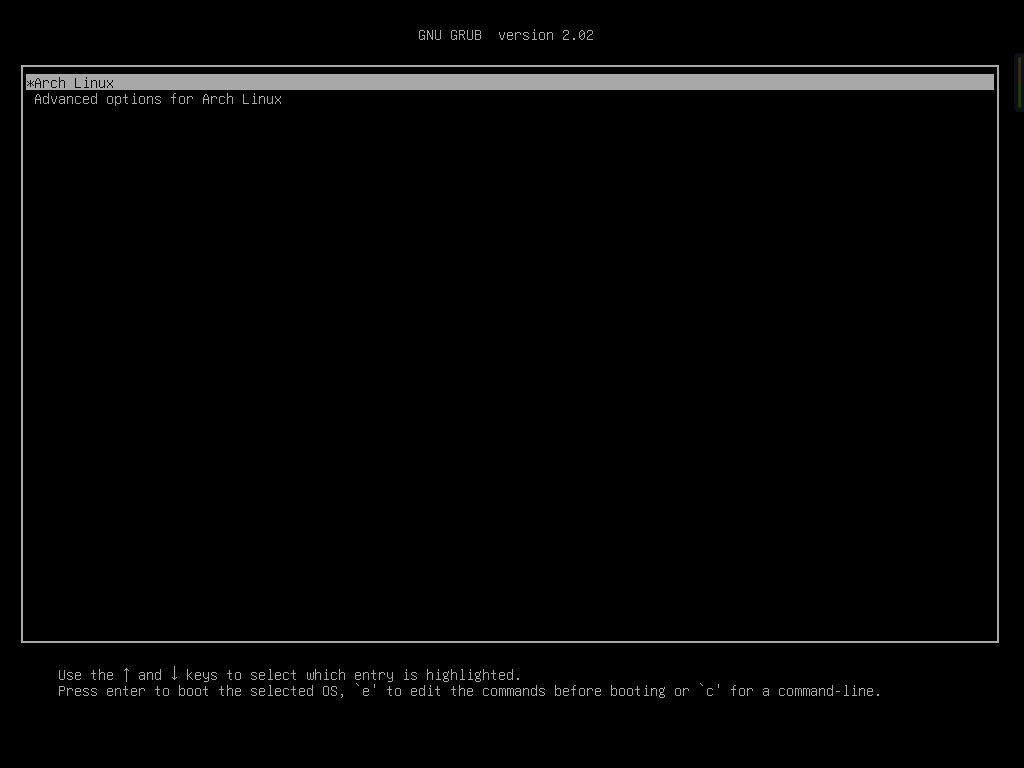 GNU GRUB  version 2.02
*Arch Linux
Advanced options for Arch Linux
Use the ↑ and ↓ keys to select which entry is highlighted.
Press enter to boot the selected OS, `e' to edit the commands before booting or `c' for a command-line.